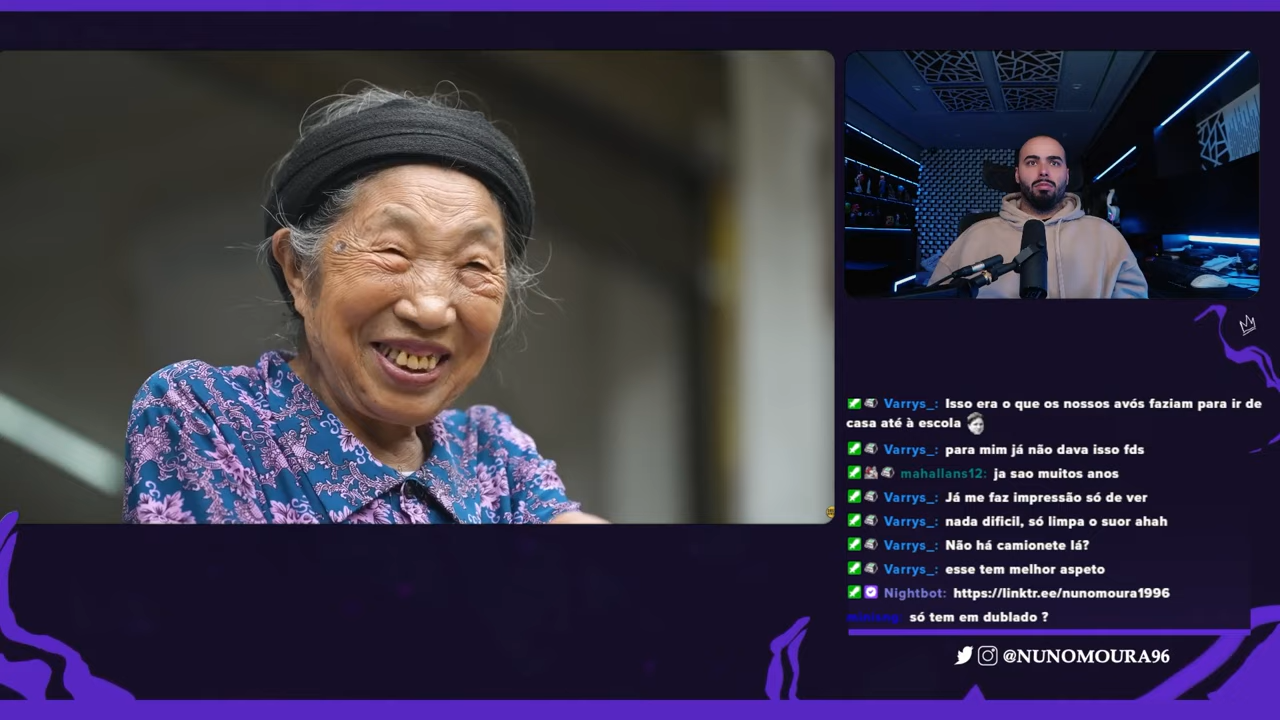 Varrys_: Isso era o que os nossos avós faziam para ir de
casa até à escola
Varrys_: para mim já não dava isso fds
mahallans12: ja sao muitos anos
Varrys_: Já me faz impressão só de ver
Varrys_: nada dificil, só limpa o suor ahah
Varrys_: Não há camionete lá?
Varrys_: esse tem melhor aspeto
Nightbot: https://linktr.ee/nunomoura1996
só tem em dublado ?
@NUNOMOURA96